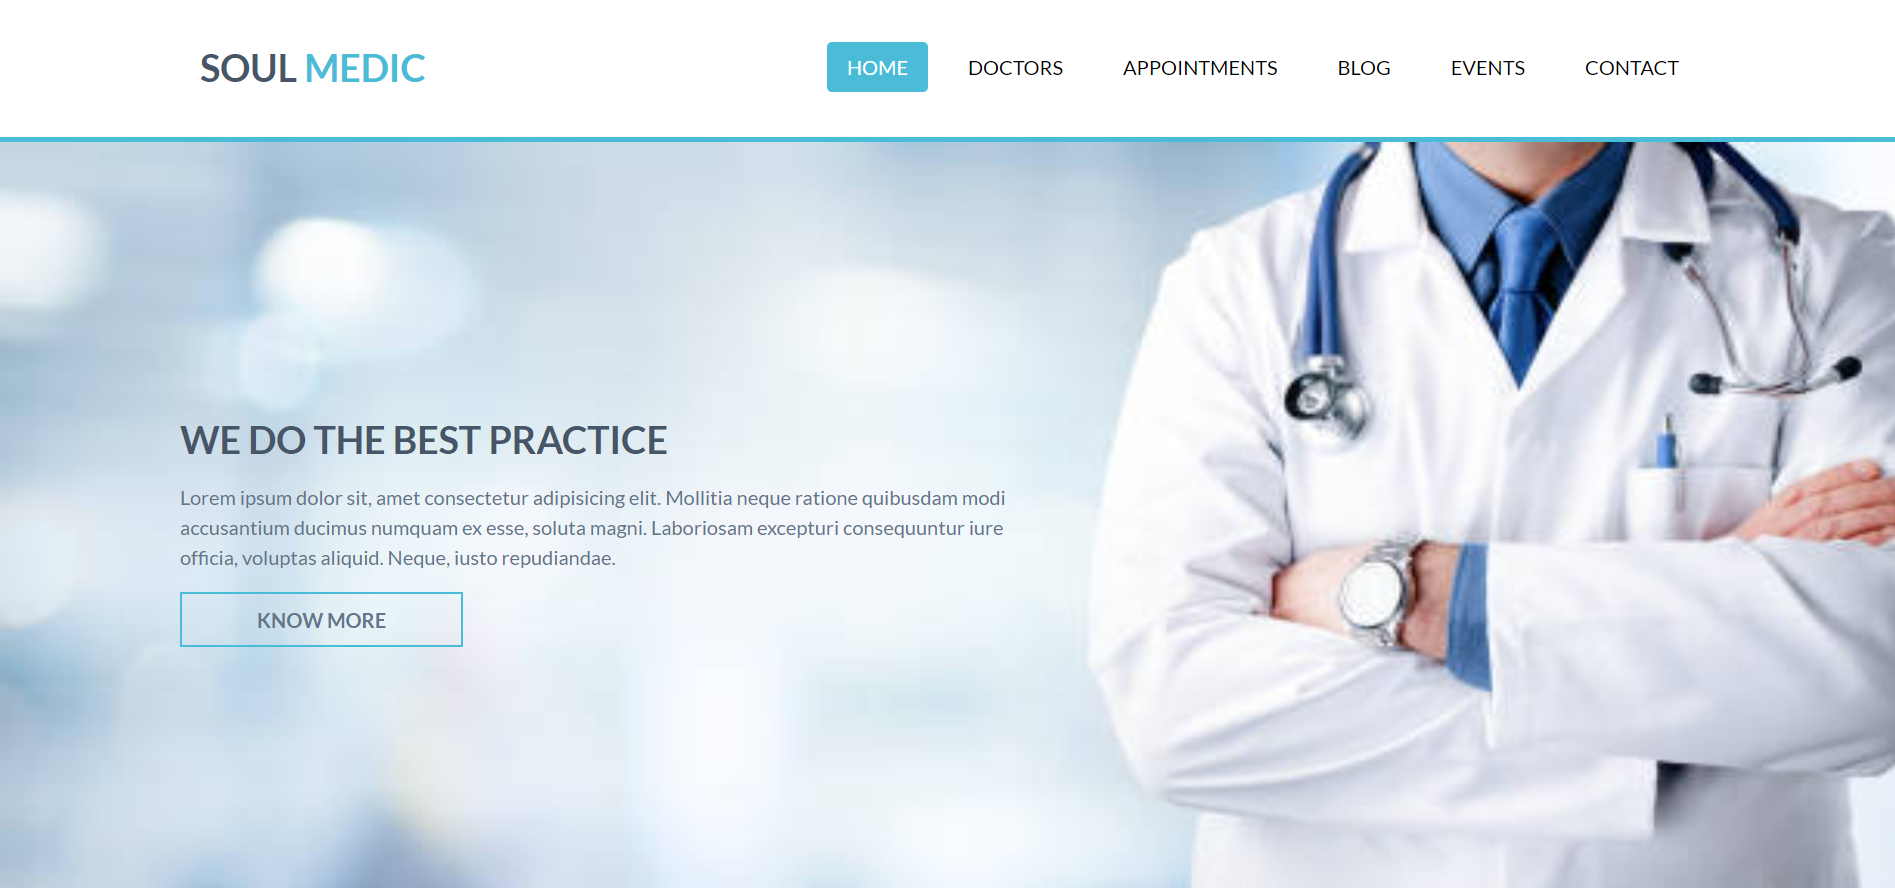 SOUL MEDIC
HOME
DOCTORS
APPOINTMENTS
BLOG
EVENTS
CONTACT
WE DO THE BEST PRACTICE
Lorem ipsum dolor sit, amet consectetur adipisicing elit. Mollitia neque ratione quibusdam modi
accusantium ducimus numquam ex esse, soluta magni. Laboriosam excepturi consequuntur iure
officia, voluptas aliquid. Neque, iusto repudiandae.
KNOW MORE